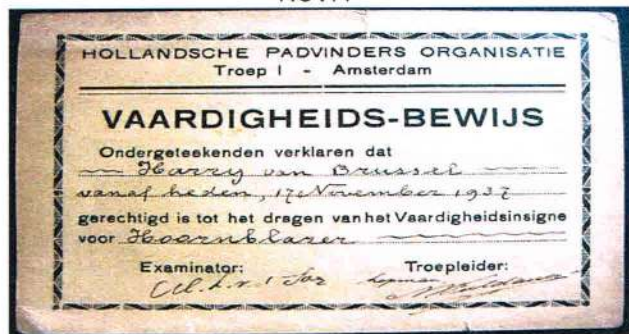 HOLLANDSCHE PADVINDERS ORGANISATIE
Troep I - Amsterdam
VAARDIGHEIDS-BEWIJS
Ondergeteekenden verklaren dat
Harry van Brussel
vanaf heden, 17 November 1937
gerechtigd is tot het dragen van het Vaardigheidsinsigne
voor Hoornblazer
Examinator: Troepleider: